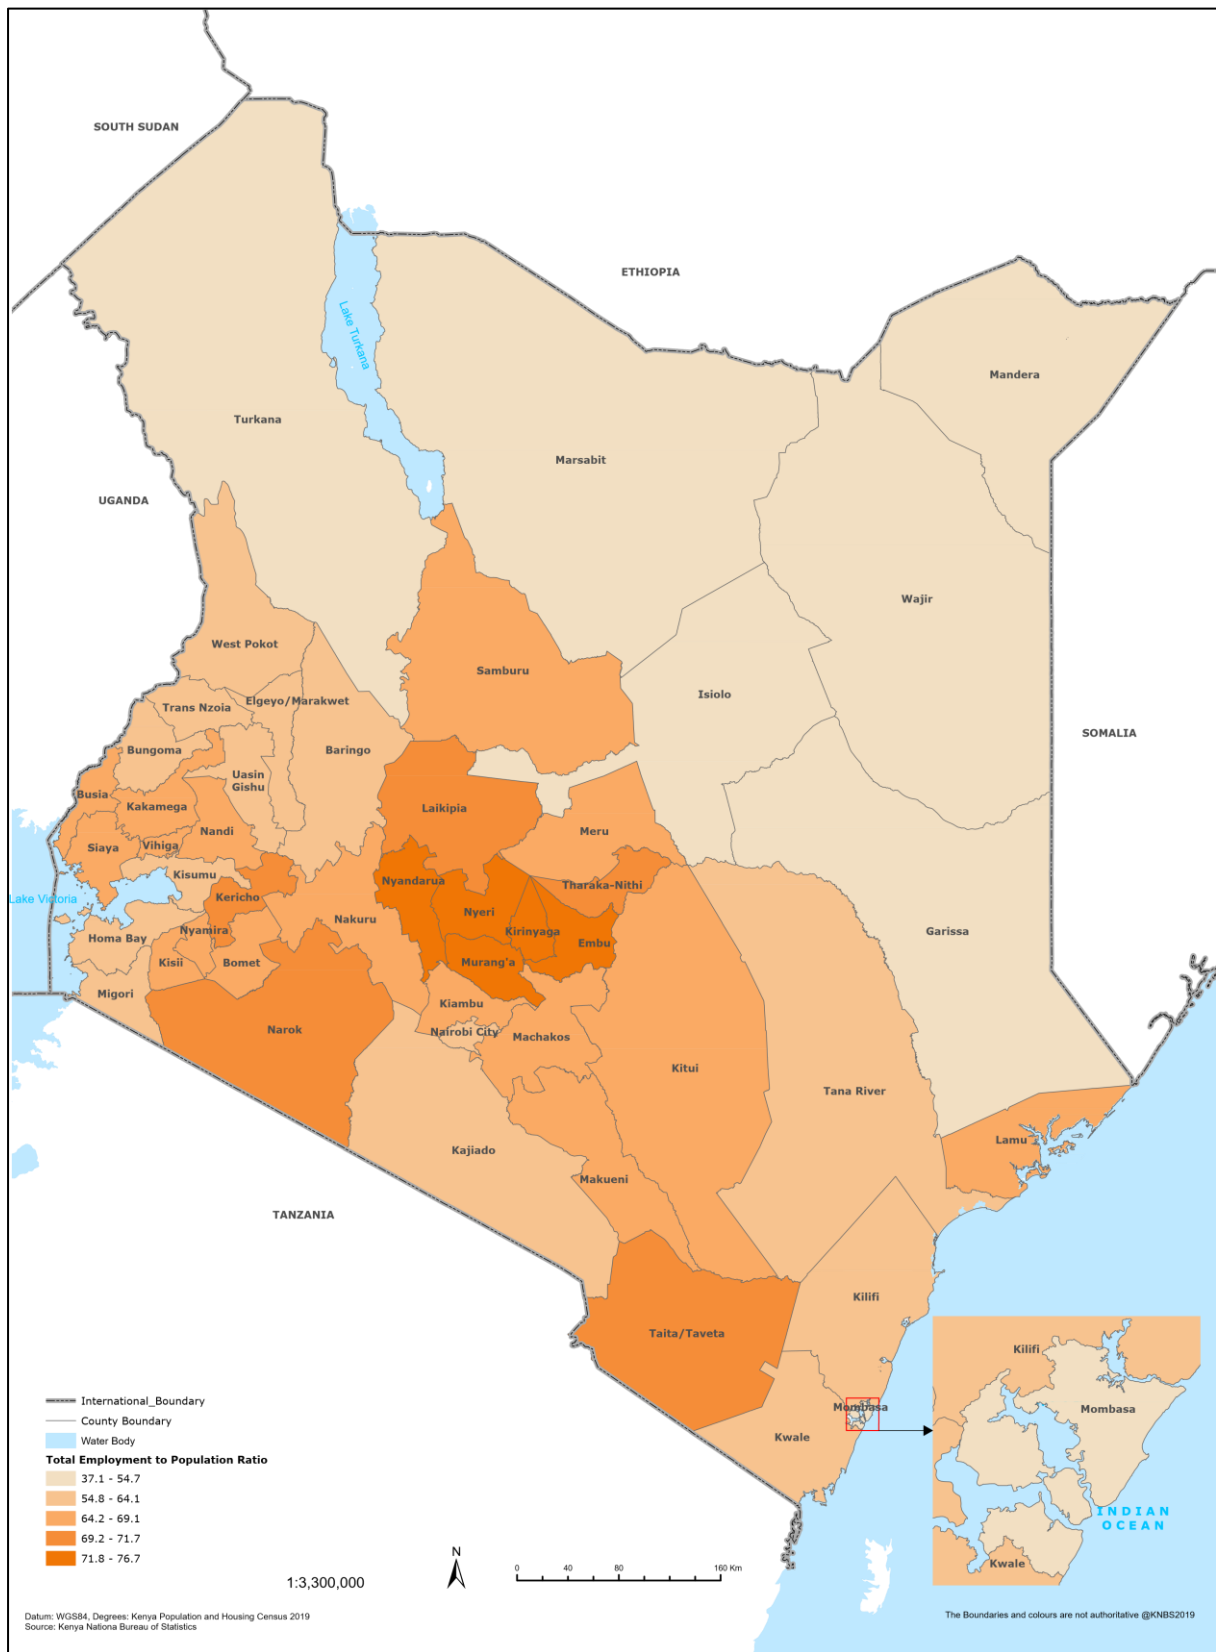 SOUTH SUDAN
ETHIOPIA
Lake Turkana
Mandera
Turkana
Marsabit
UGANDA
Wajir
West Pokot
Samburu
Isiolo
Elgeyo/Marakwet
Trans Nzoia
SOMALIA
Bungoma
Baringo
Uasin
Gishu
Busia
Kakamega
Laikipia
Nandi
Meru
Siaya
Vihiga
Kisumu
Nyandarua
Tharaka-Nithi
Lake Victoria
Kericho
Nyeri
Nakuru
Nyamira
Kirinyaga
Garissa
Homa Bay
Embu
Kisii
Bomet
Murang'a
Migori
Kiambu
Narok
Nairobi City
Machakos
Kitui
Tana River
Lamu
Kajiado
Makueni
TANZANIA
Kilifi
Taita/Taveta
Kilifi
Mombasa
Mombasa
Kwale
INDIAN
OCEAN
Kwale
International_Boundary
County Boundary
Water Body
Total Employment to Population Ratio
37.1 - 54.7
54.8 - 64.1
64.2 - 69.1
69.2 - 71.7
71.8 - 76.7
1:3,300,000
N
0 40 80 160 Km
Datum: WGS84, Degrees: Kenya Population and Housing Census 2019
Source: Kenya Nationa Bureau of Statistics
The Boundaries and colours are not authoritative @KNBS2019